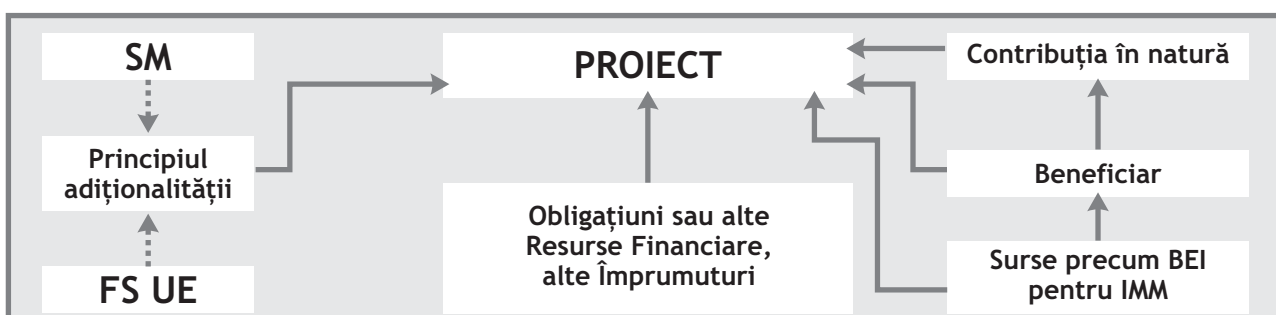 SM
PROIECT
Contribuția în natură
Principiul
adiționalității
Beneficiar
Obligațiuni sau alte
Resurse Financiare,
alte Împrumuturi
FS UE
Surse precum BEI
pentru IMM